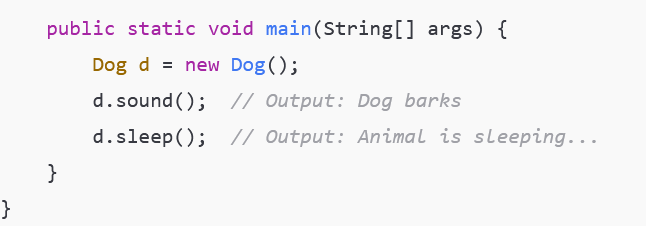 public static void main(String[] args) {
Dog d = new Dog();
d.sound();  // Output: Dog barks
d.sleep();  // Output: Animal is sleeping...
}
}